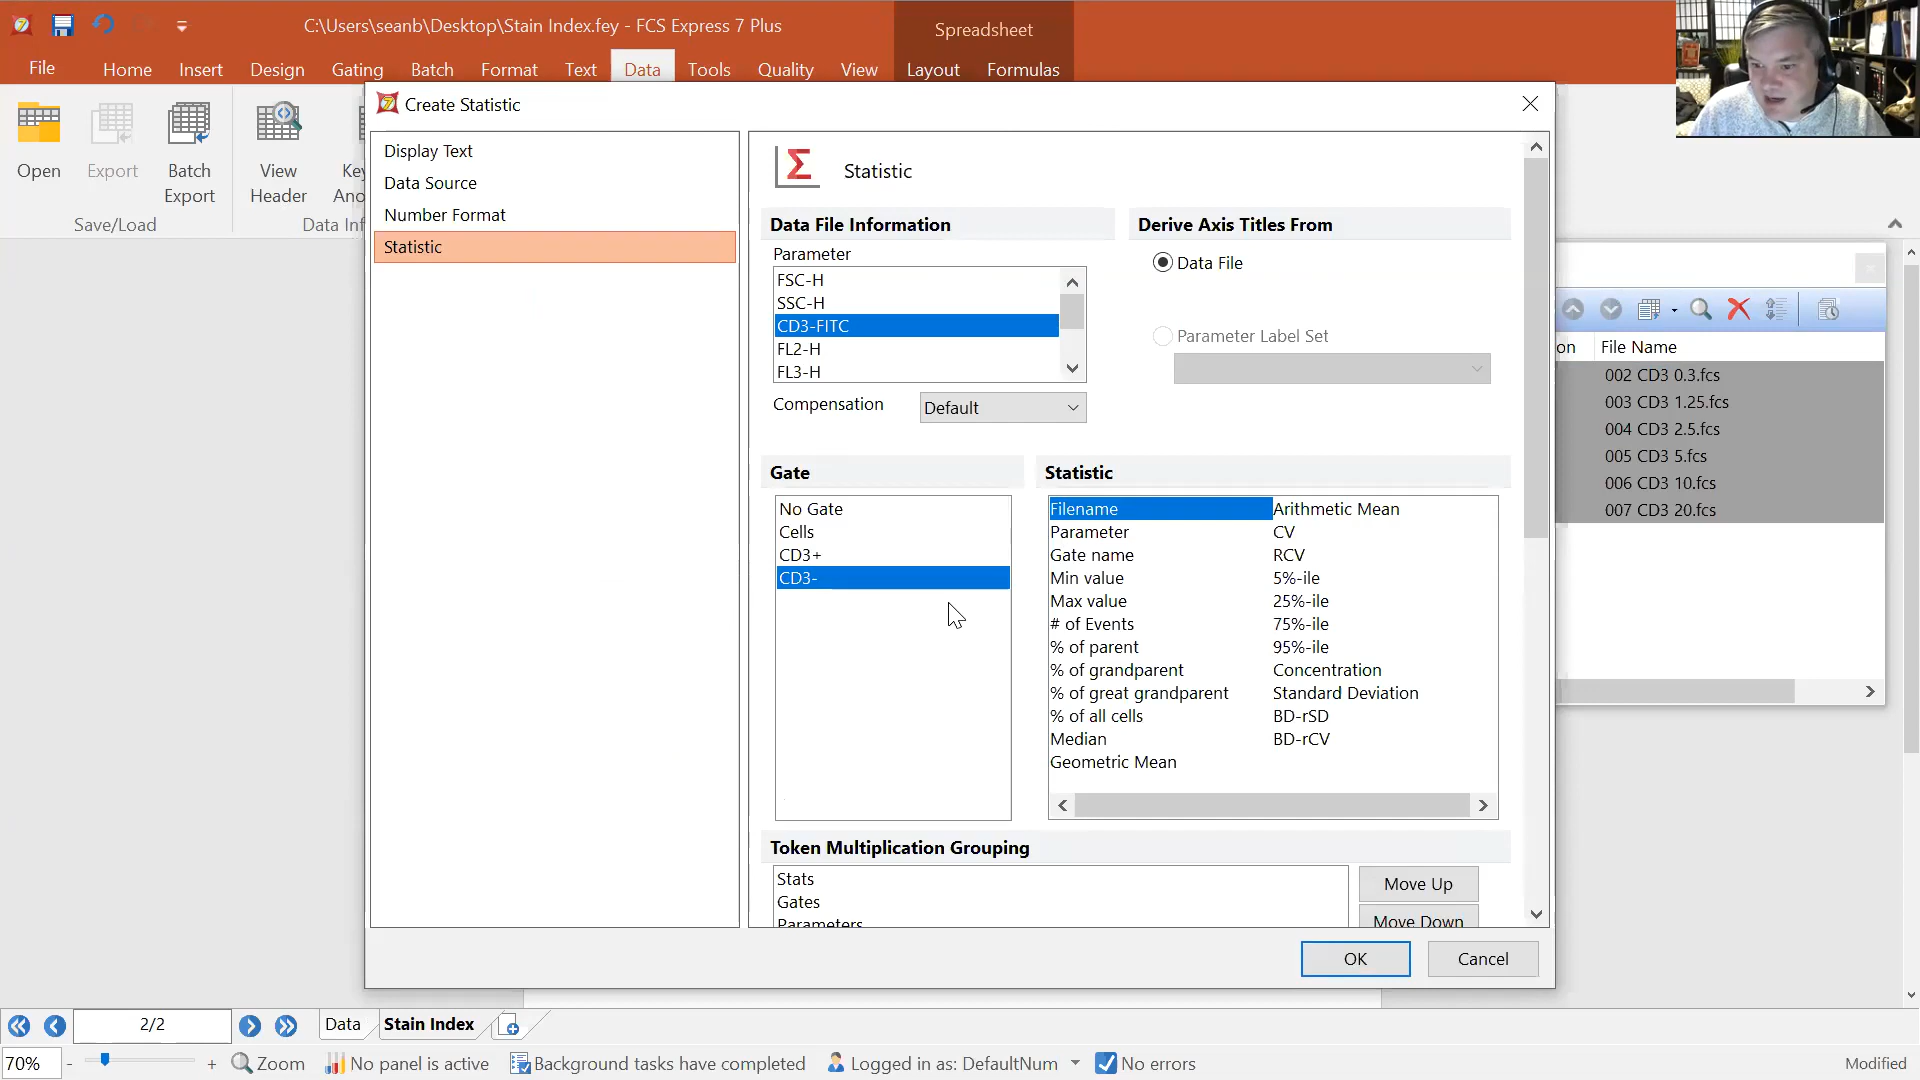 C:\Users\seanb\Desktop\Stain Index.fey - FCS Express 7 Plus
Spreadsheet
File Home Insert Design Gating Batch Format Text Data Tools Quality View Layout Formulas
Open
Export
Batch Export
View Header
Save/Load
Create Statistic
Display Text
Data Source
Number Format
Statistic
Statistic
Data File Information
Parameter
FSC-H
SSC-H
CD3-FITC
FL2-H
FL3-H
Compensation Default
Derive Axis Titles From
Data File
Parameter Label Set
Gate
No Gate
Cells
CD3+
CD3-
Statistic
Filename Arithmetic Mean
Parameter CV
Gate name RCV
Min value 5%-ile
Max value 25%-ile
# of Events 75%-ile
% of parent 95%-ile
% of grandparent Concentration
% of great grandparent Standard Deviation
% of all cells BD-rSD
Median BD-rCV
Geometric Mean
Token Multiplication Grouping
Stats
Gates
Parameters
Move Up
Move Down
OK Cancel
on File Name
002 CD3 0.3.fcs
003 CD3 1.25.fcs
004 CD3 2.5.fcs
005 CD3 5.fcs
006 CD3 10.fcs
007 CD3 20.fcs
2/2 Data Stain Index
70% - + Zoom No panel is active Background tasks have completed Logged in as: DefaultNum No errors Modified